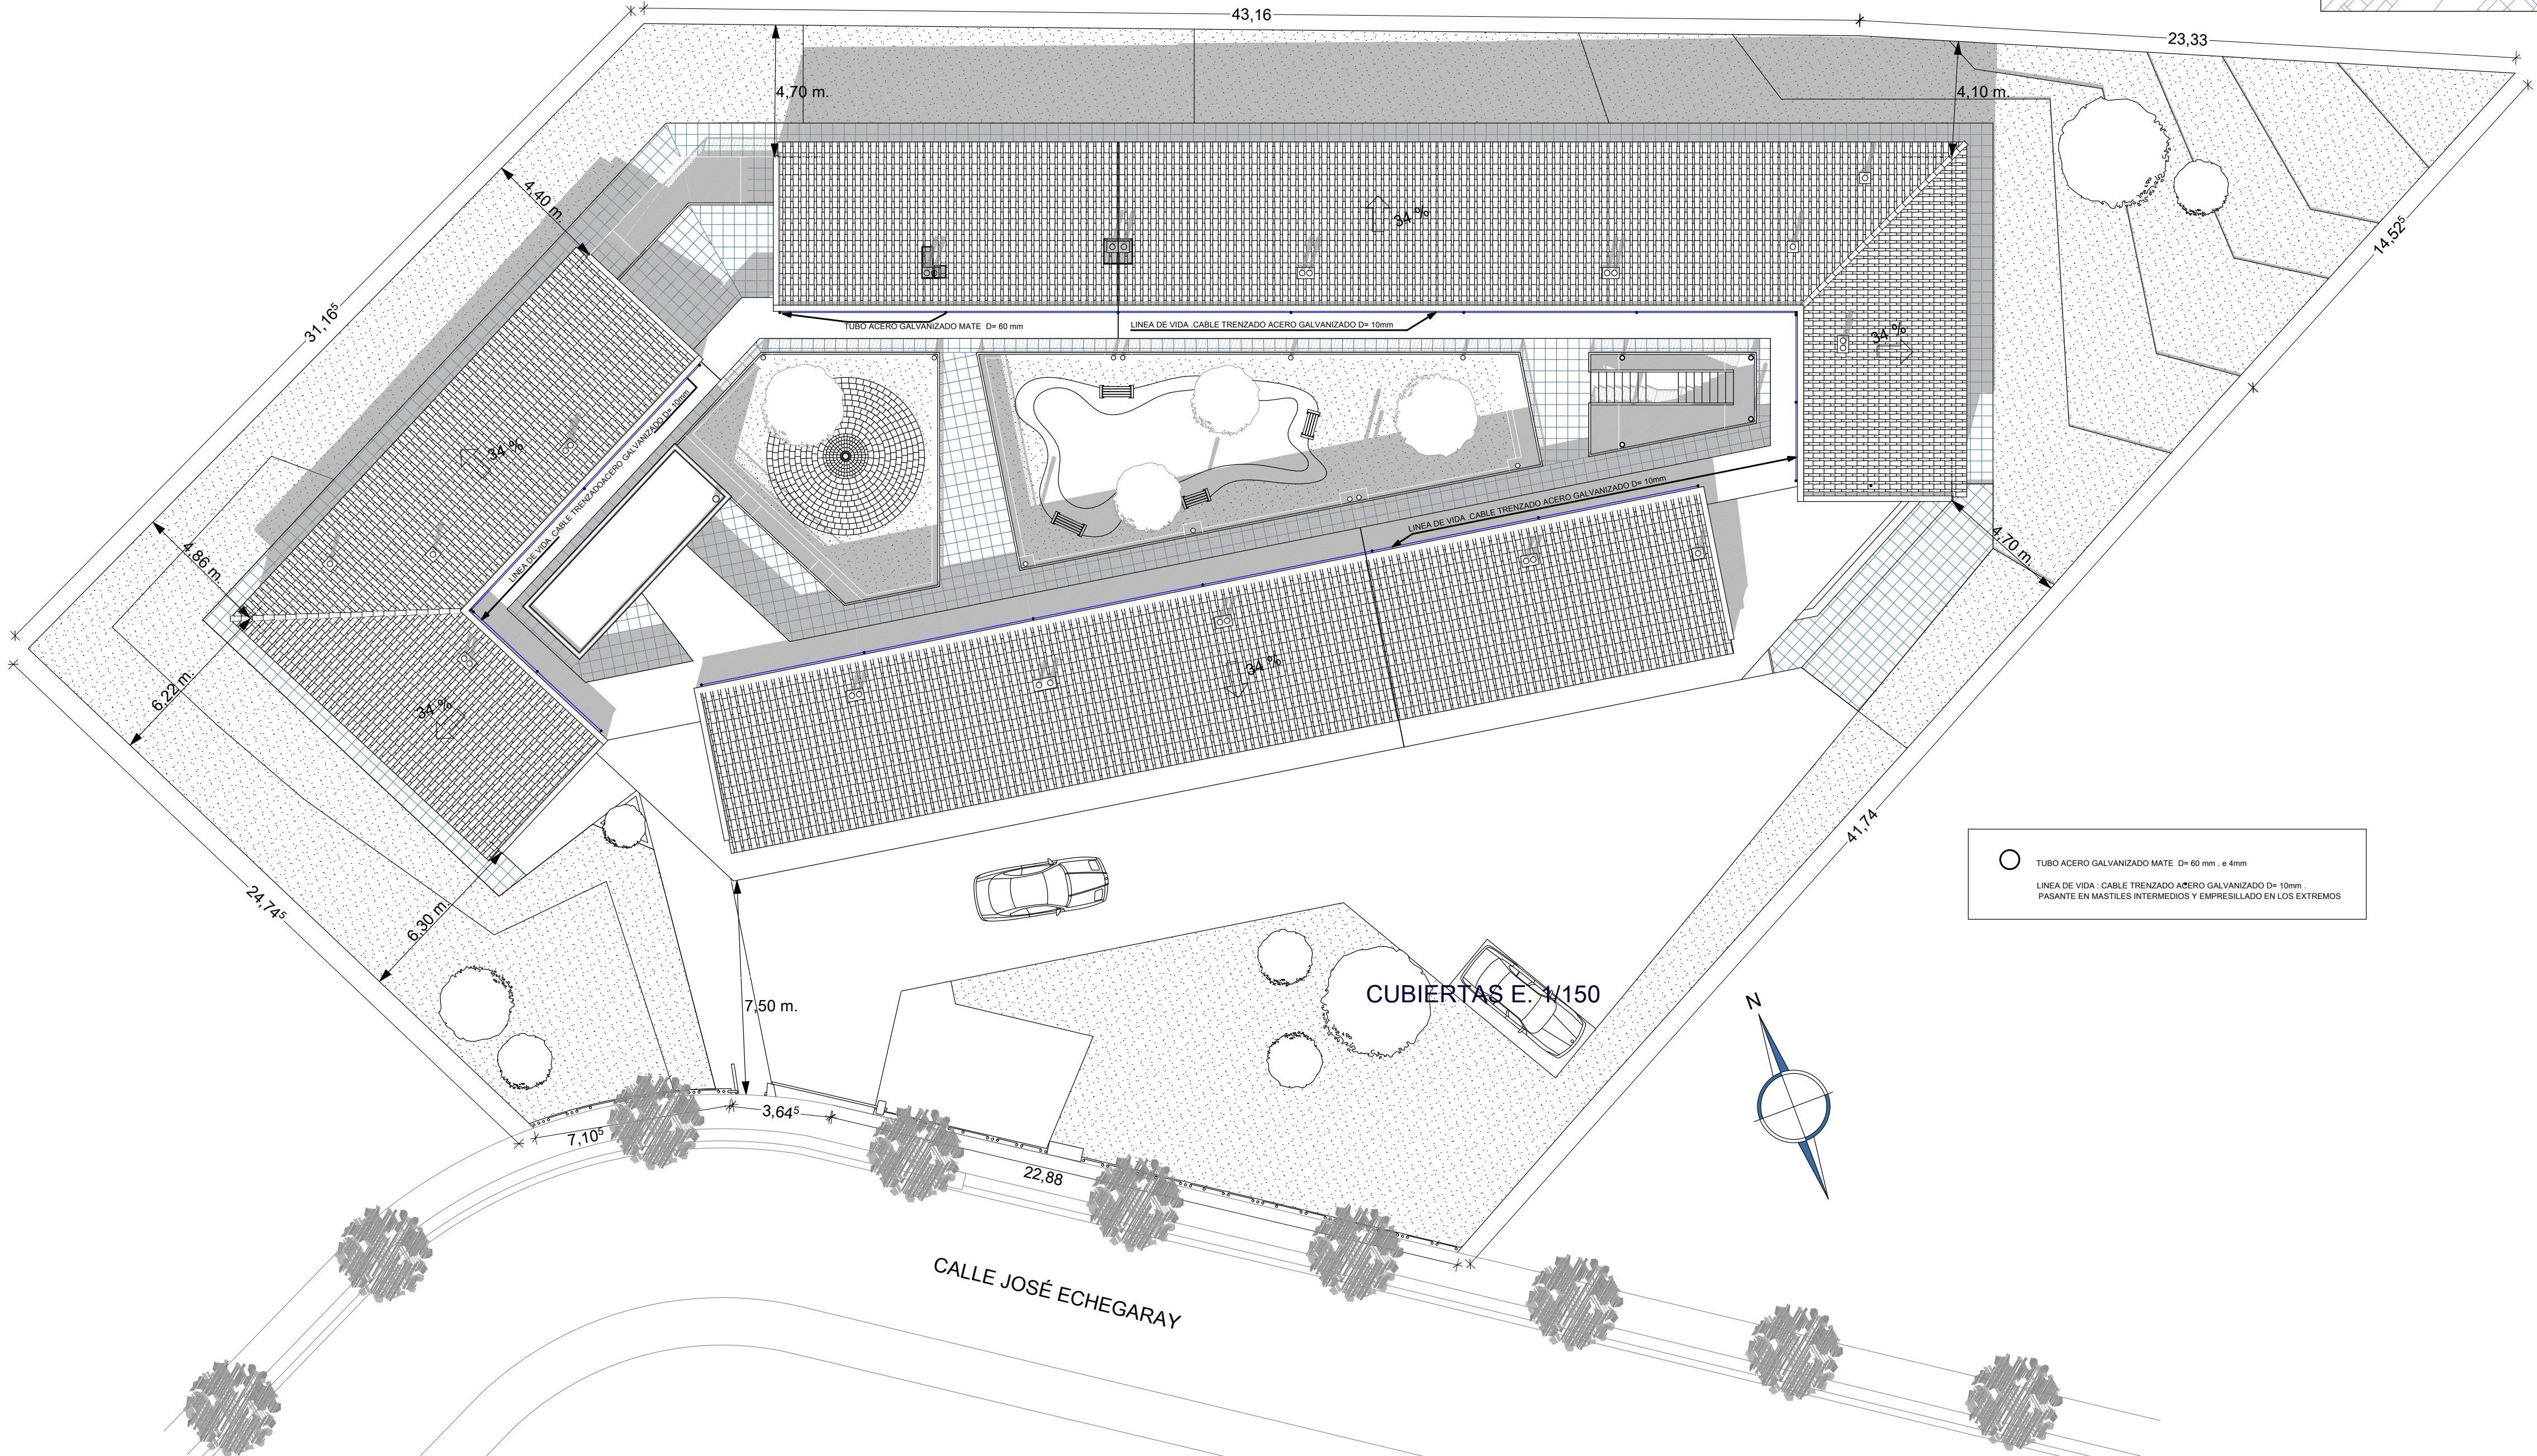 43,16
23,33
4,70 m.
4,10 m.
4,40 m.
34 %
14,52⁵
31,16⁵
TUBO ACERO GALVANIZADO MATE D= 60 mm
LINEA DE VIDA .CABLE TRENZADO ACERO GALVANIZADO D= 10mm
34 %
34 %
LINEA DE VIDA .CABLE TRENZADOACERO GALVANIZADO D= 10mm
LINEA DE VIDA .CABLE TRENZADO ACERO GALVANIZADO D= 10mm
4,86 m.
4,70 m.
34 %
6,22 m.
34 %
41,74
TUBO ACERO GALVANIZADO MATE D= 60 mm . e 4mm
LINEA DE VIDA : CABLE TRENZADO ACERO GALVANIZADO D= 10mm .
PASANTE EN MASTILES INTERMEDIOS Y EMPRESILLADO EN LOS EXTREMOS
24,74⁵
6,30 m.
7,50 m.
CUBIERTAS E. 1/150
N
3,64⁵
7,10⁵
22,88
CALLE JOSÉ ECHEGARAY